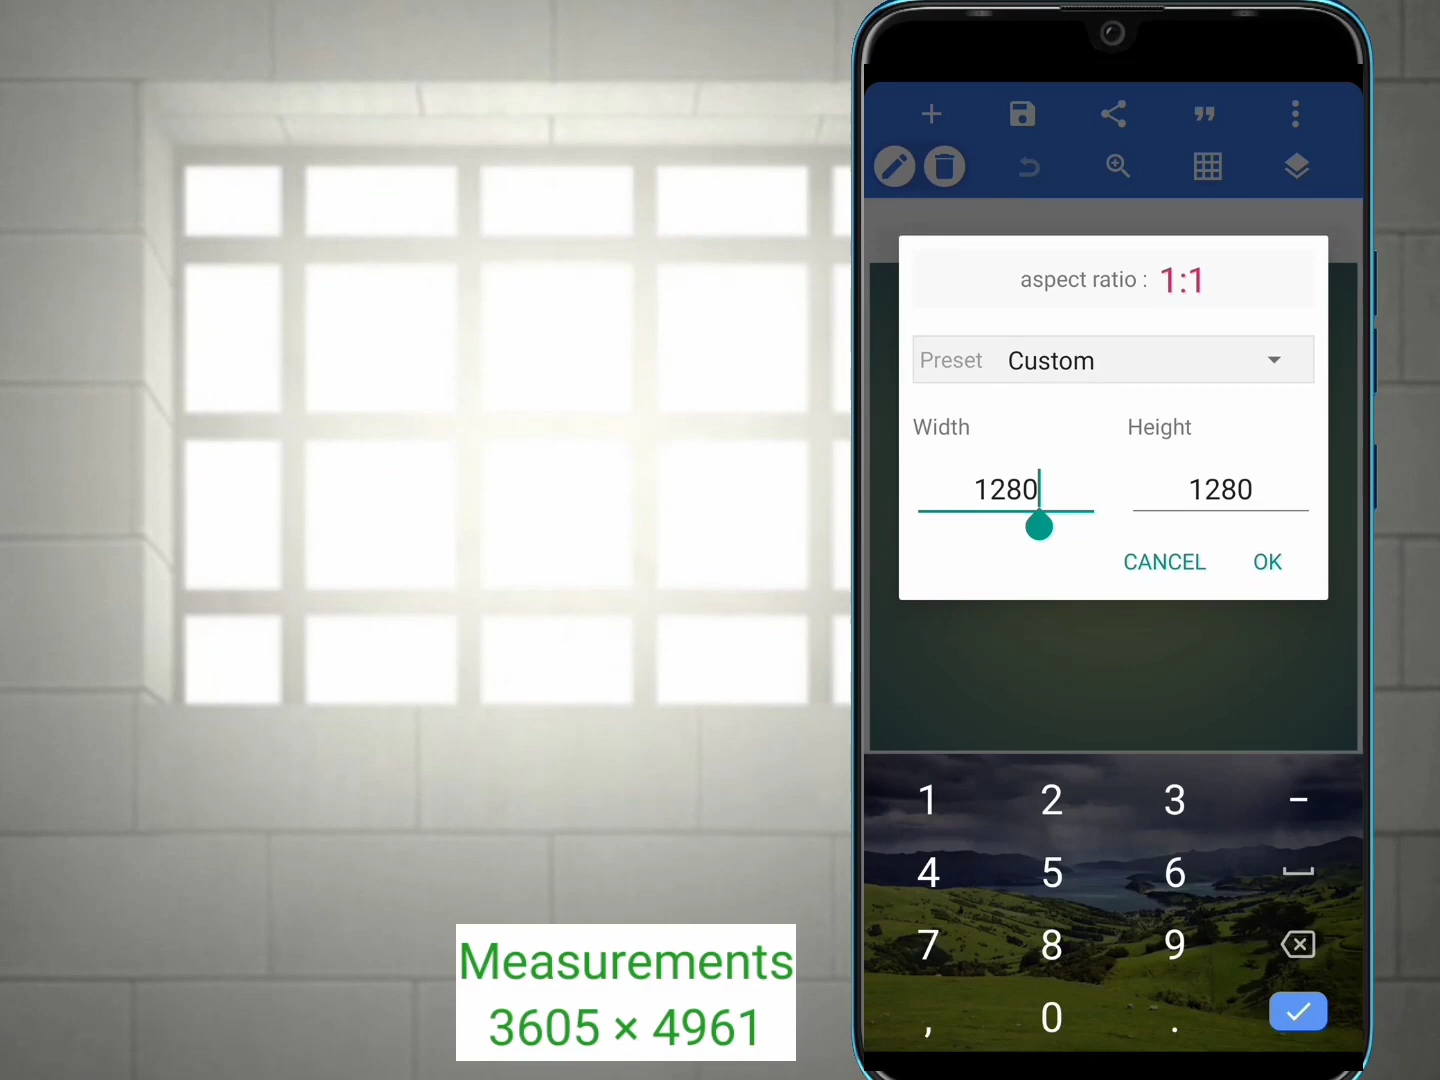 aspect ratio : 1:1
Preset Custom
Width Height
1280 1280
CANCEL OK
1 2 3 -
4 5 6
7 8 9
, 0 .
Measurements
3605 × 4961